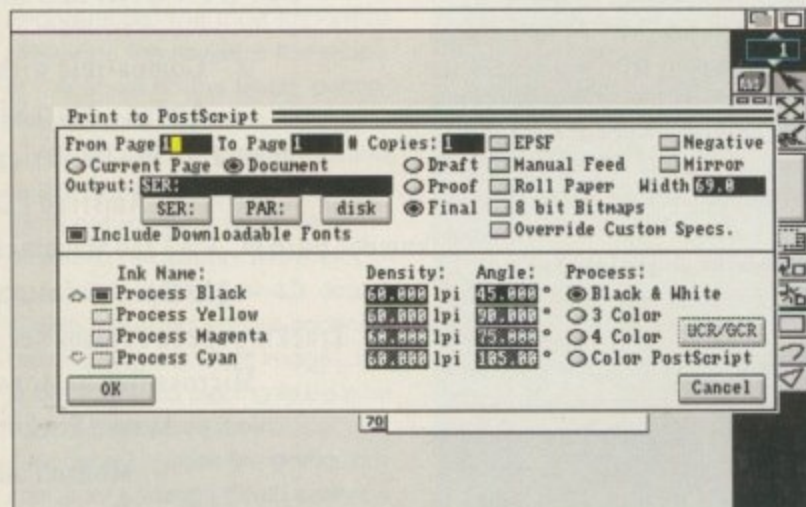 1
Print to PostScript
From Page 1 To Page 1 # Copies: 1 EPSF Negative
Current Page Document Draft Manual Feed Mirror
Output: SER: Proof Roll Paper Width 69.0
SER: PAR: disk Final 8 bit Bitmaps
Include Downloadable Fonts Override Custom Specs.
Ink Name: Density: Angle: Process:
Process Black 60.000 lpi 45.000 ° Black & White
Process Yellow 60.000 lpi 90.000 ° 3 Color
Process Magenta 60.000 lpi 75.000 ° 4 Color UCR/GCR
Process Cyan 60.000 lpi 105.00 ° Color PostScript
OK Cancel
70